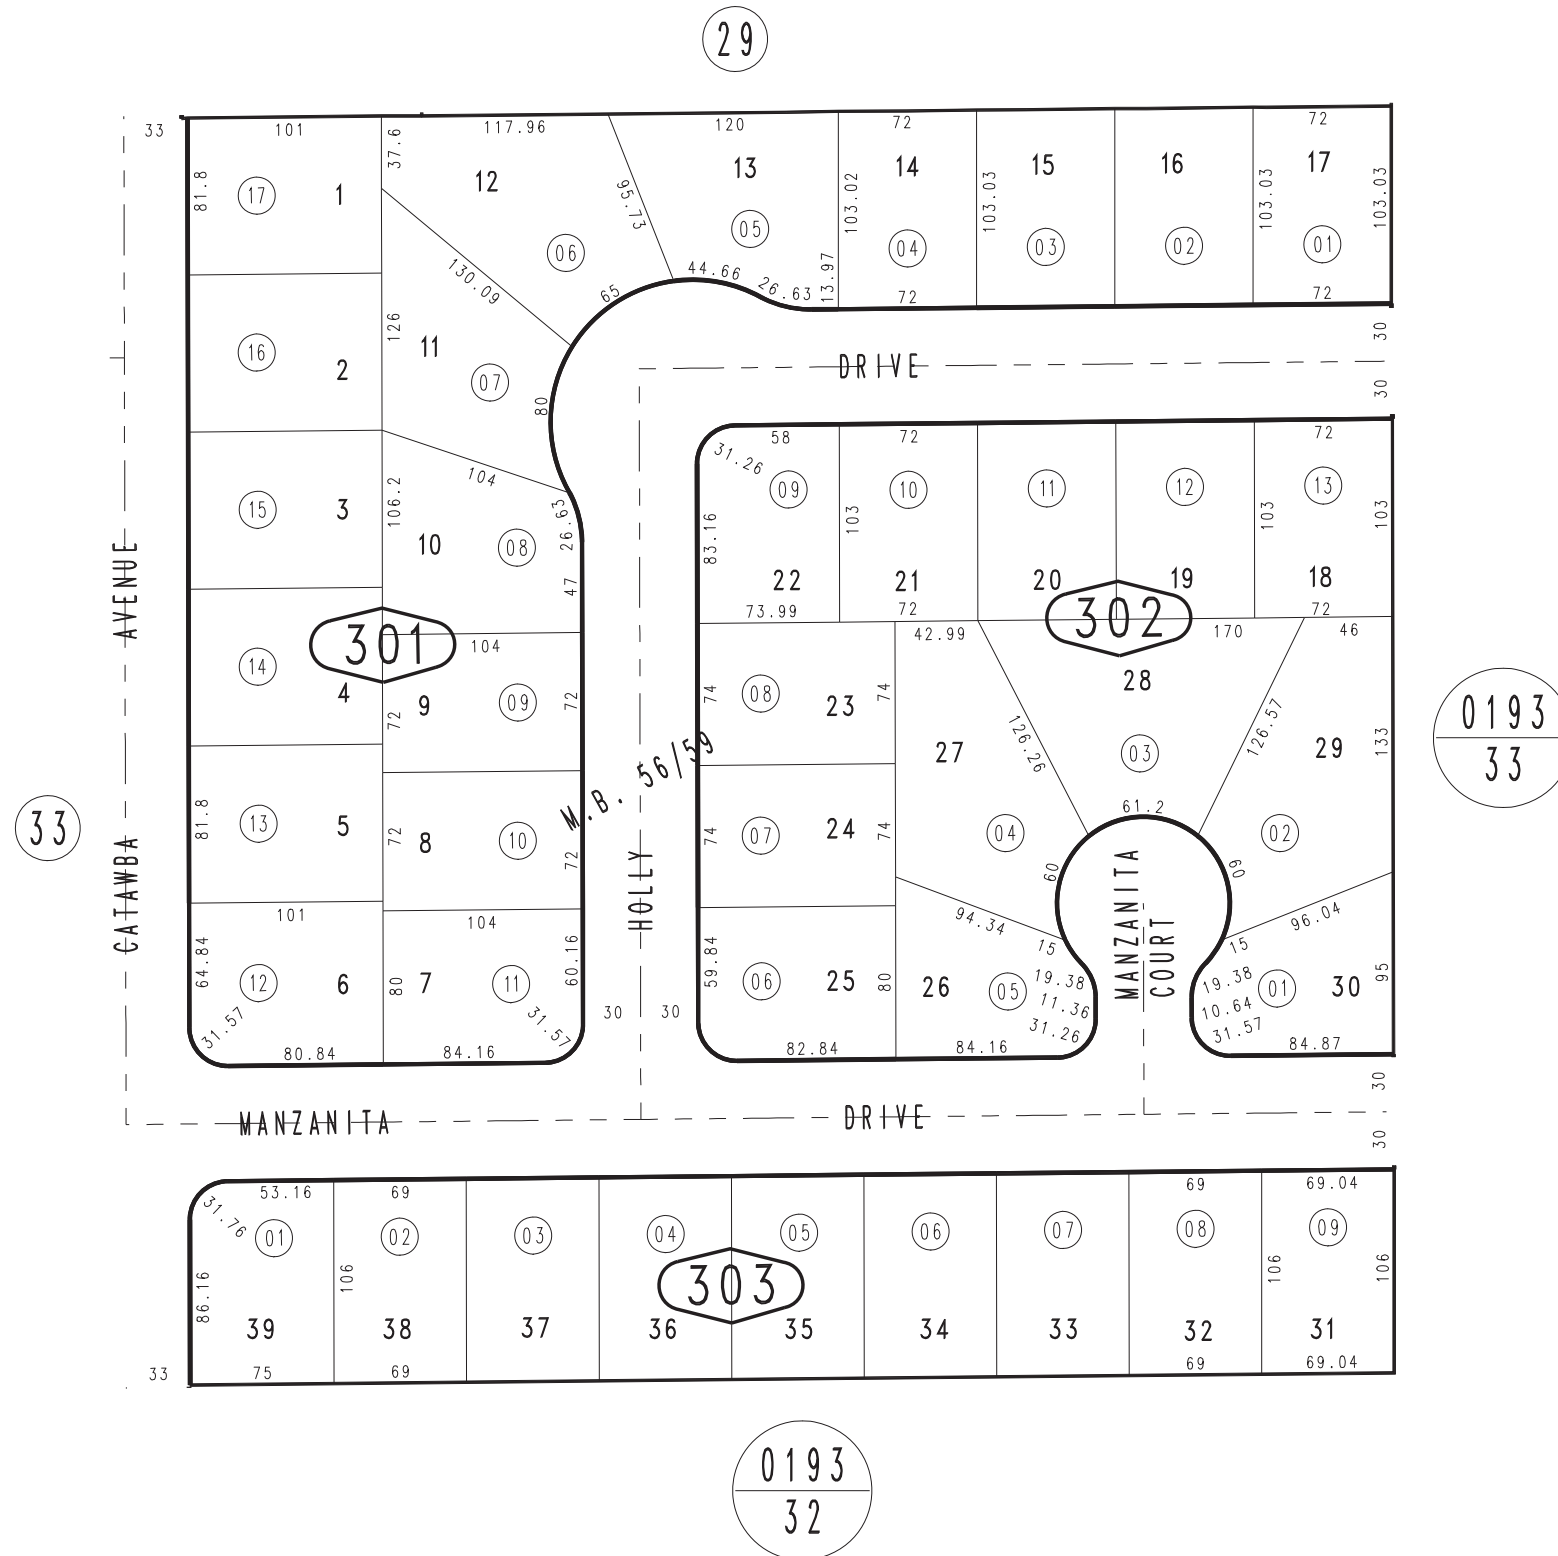 29
33 101 117.96 120 72 72
81.8 17 1 37.6 12 95.73 13 103.02 14 103.03 15 16 103.03 17 103.03
06 05 04 03 02 01
130.09 65 44.66 26.63 13.97 72 72
16 2 126 11 07 80
DRIVE 30
30
58 72 72
31.26 104
15 3 106.2 10 08 26.63 47
83.16 09 103 10 11 12 103 13 103
22 21 20 19 18
73.99 72 72
301 302
104 42.99 170 46
14 4 72 9 09 72
74 08 23 74 27 126.26 28 03 126.57 29 133
0193
33
M.B. 56/59
33
81.8 13 5 72 8 10 72
74 07 24 74 04 60 61.2 60 02
AVENUE
CATAWBA
HOLLY
MANZANITA
COURT
101 104 94.34 15 15 96.04
64.84 12 6 80 7 11 60.16
59.84 06 25 80 26 05 19.38 19.38 01 30 95
11.36 10.64
31.57 31.57 31.26 31.57
30 30
80.84 84.16 82.84 84.16 84.87
30
MANZANITA DRIVE
30
53.16 69 69 69.04
31.76 01 02 03 04 05 06 07 08 09
86.16 106 303 106 106
39 38 37 36 35 34 33 32 31
33 75 69 69 69.04
0193
32